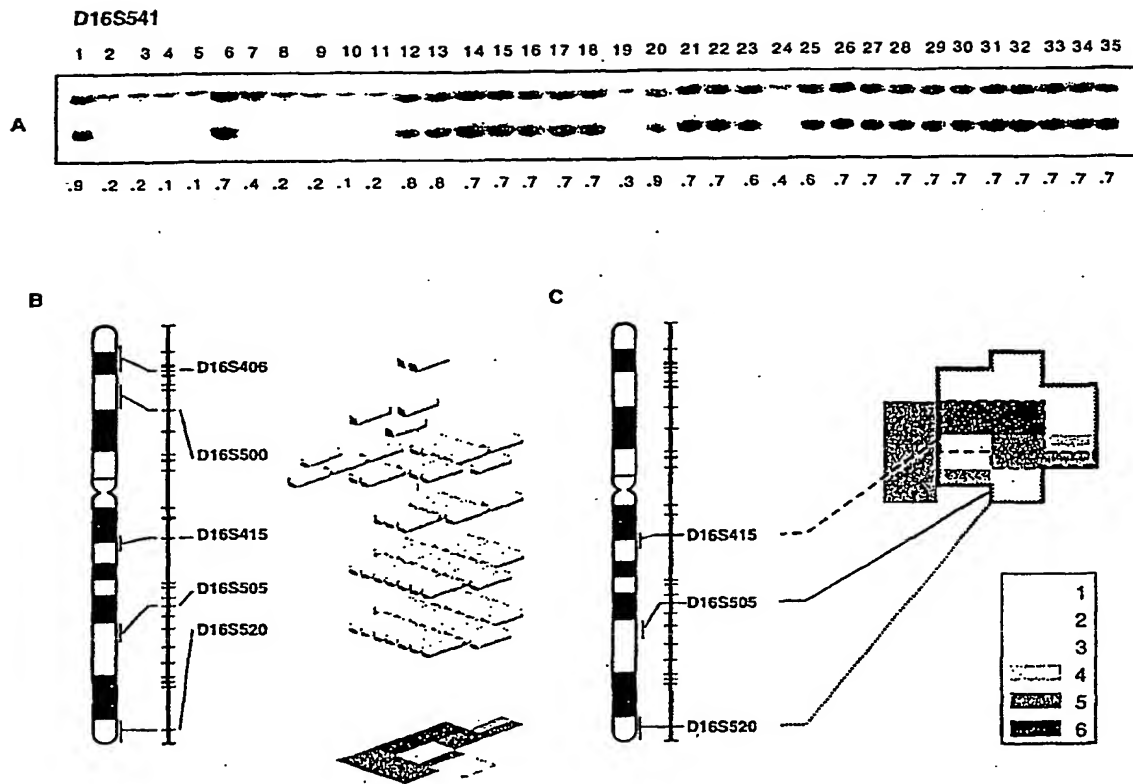 D16S541
1 2 3 4 5 6 7 8 9 10 11 12 13 14 15 16 17 18 19 20 21 22 23 24 25 26 27 28 29 30 31 32 33 34 35
A
.9 .2 .2 .1 .1 .7 .4 .2 .2 .1 .2 .8 .8 .7 .7 .7 .7 .7 .3 .9 .7 .7 .6 .4 .6 .7 .7 .7 .7 .7 .7 .7 .7 .7 .7
B
D16S406
D16S500
D16S415
D16S505
D16S520
C
D16S415
D16S505
D16S520
1
2
3
4
5
6